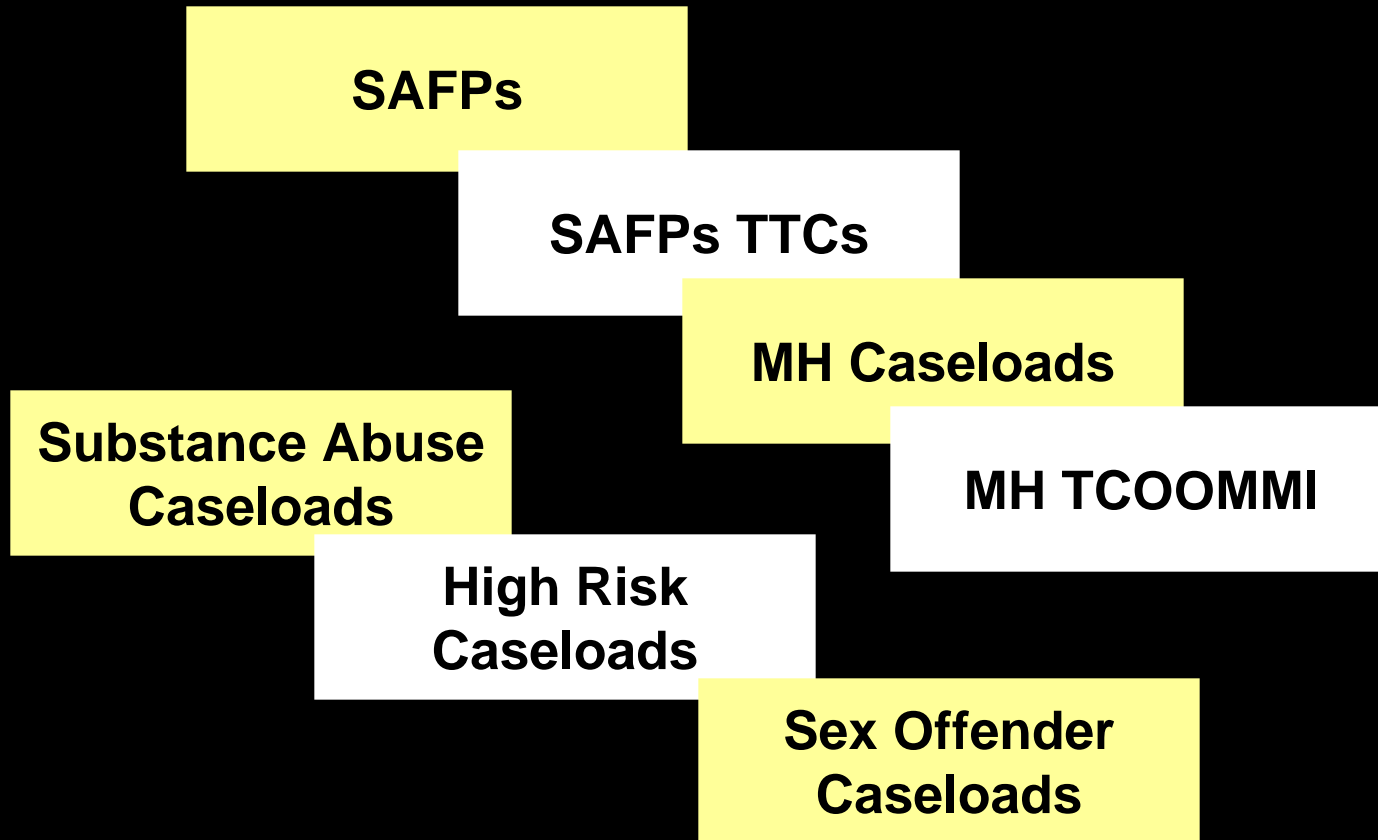 SAFPs
SAFPs TTCs
MH Caseloads
MH TCOOMMI
Substance Abuse
Caseloads
High Risk
Caseloads
Sex Offender
Caseloads